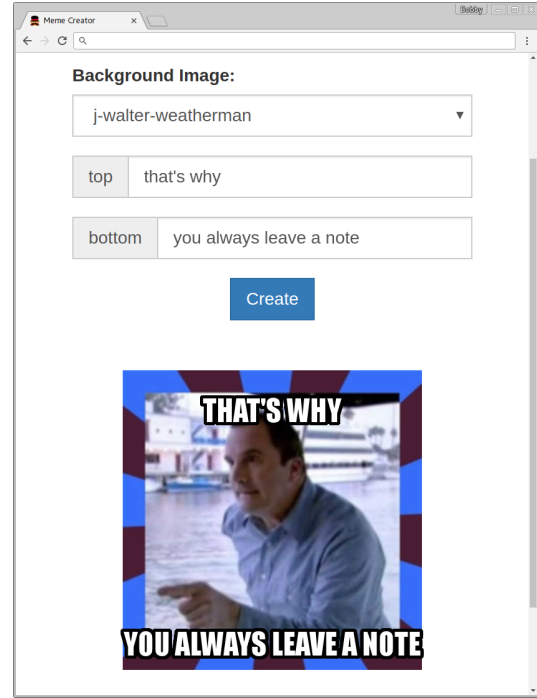 Bobby
Meme Creator
Background Image:
j-walter-weatherman
top that's why
bottom you always leave a note
Create
THAT'S WHY
YOU ALWAYS LEAVE A NOTE